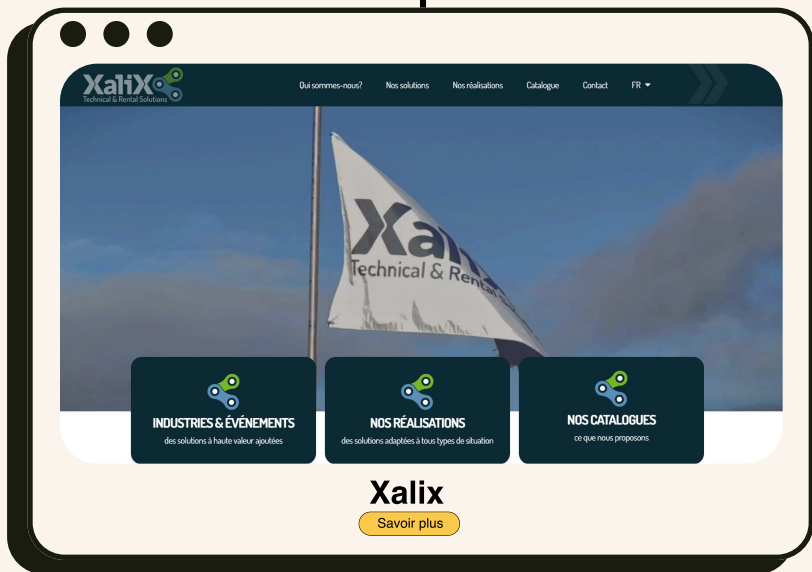 XaliX
Technical & Rental Solutions
Qui sommes-nous?
Nos solutions
Nos réalisations
Catalogue
Contact
FR
Xali
Technical & Rental
INDUSTRIES & ÉVÉNEMENTS
des solutions à haute valeur ajoutées
NOS RÉALISATIONS
des solutions adaptées à tous types de situation
NOS CATALOGUES
ce que nous proposons
Xalix
Savoir plus